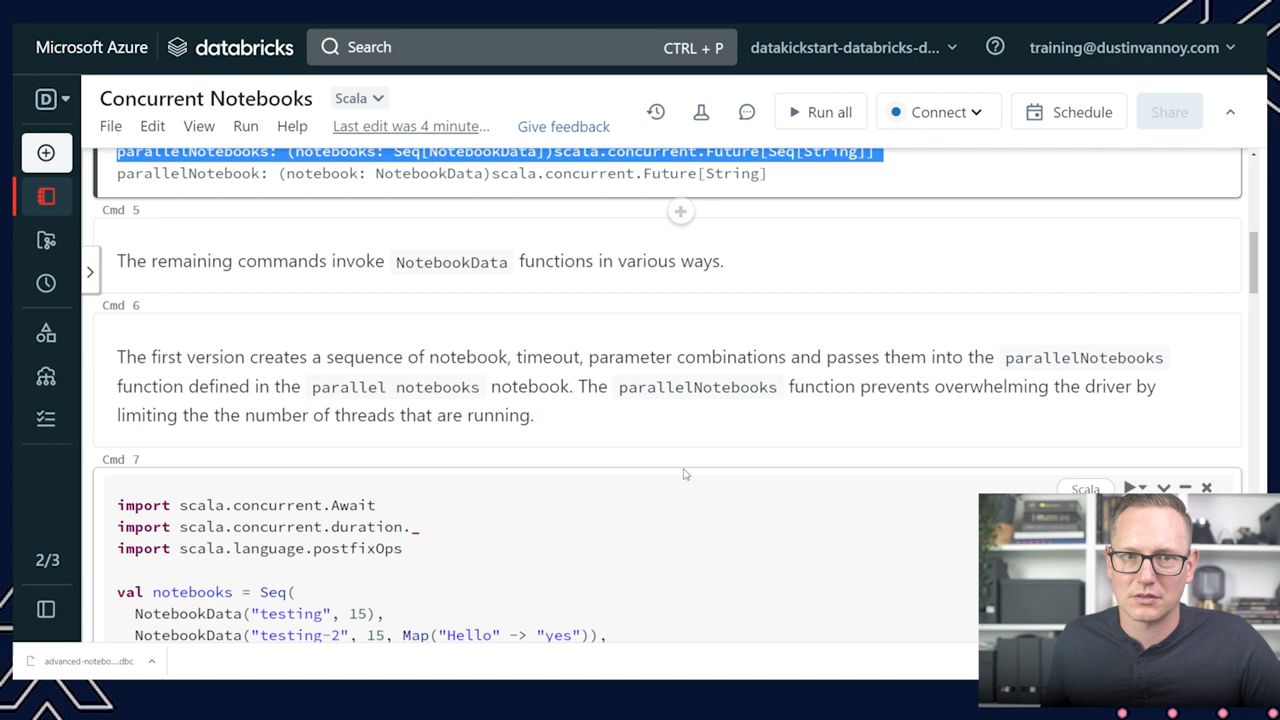 Microsoft Azure databricks Search CTRL + P datakickstart-databricks-d... training@dustinvannoy.com
D Concurrent Notebooks Scala Run all Connect Schedule Share
File Edit View Run Help Last edit was 4 minute... Give feedback
parallelNotebooks: (notebooks: Seq[NotebookData])scala.concurrent.Future[Seq[String]]
parallelNotebook: (notebook: NotebookData)scala.concurrent.Future[String]
Cmd 5
The remaining commands invoke NotebookData functions in various ways.
Cmd 6
The first version creates a sequence of notebook, timeout, parameter combinations and passes them into the parallelNotebooks
function defined in the parallel notebooks notebook. The parallelNotebooks function prevents overwhelming the driver by
limiting the the number of threads that are running.
Cmd 7
Scala
import scala.concurrent.Await
import scala.concurrent.duration._
import scala.language.postfixOps
2/3
val notebooks = Seq(
NotebookData("testing", 15),
NotebookData("testing-2", 15, Map("Hello" -> "yes")),
advanced-notebo....dbc